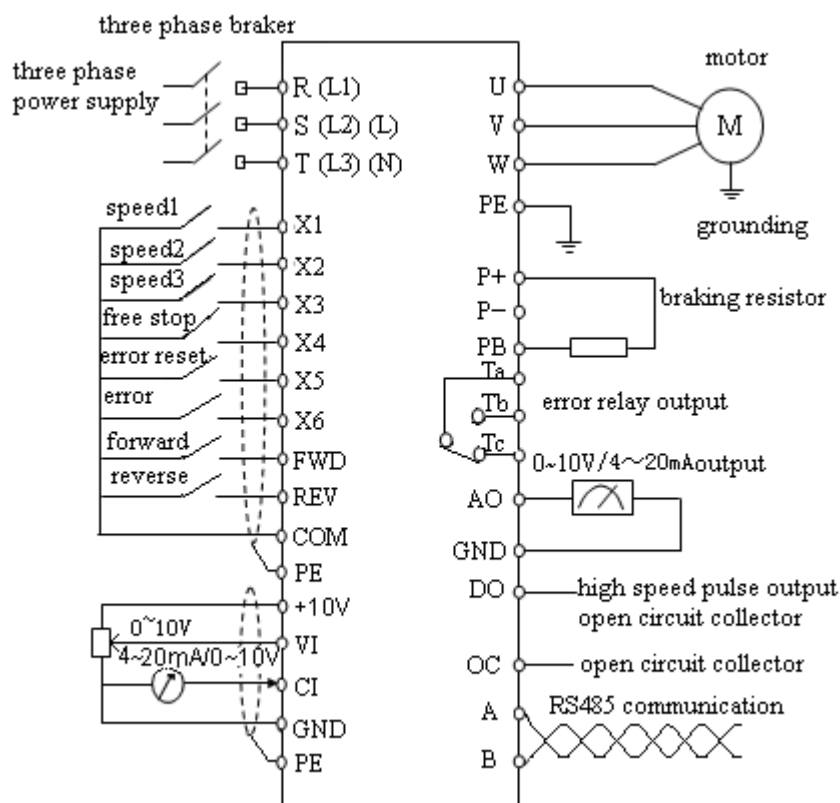 three phase braker
three phase
power supply
R (L1)
S (L2) (L)
T (L3) (N)
speed1
X1
speed2
X2
speed3
X3
free stop
X4
error reset
X5
error
X6
forward
FWD
reverse
REV
COM
PE
+10V
0~10V
VI
4~20mA/0~10V
CI
GND
PE
U
V
W
motor
M
PE
grounding
P+
P−
braking resistor
PB
Ta
Tb
error relay output
Tc
0~10V/4~20mA output
AO
GND
DO
high speed pulse output
open circuit collector
OC
open circuit collector
A
RS485 communication
B